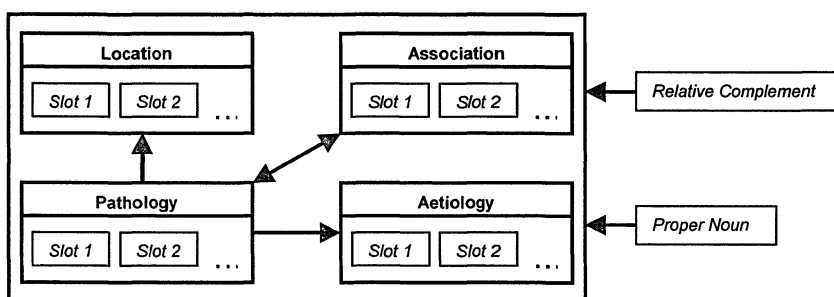 Location
Slot 1 Slot 2 ...
Association
Slot 1 Slot 2 ...
Relative Complement
Pathology
Slot 1 Slot 2 ...
Aetiology
Slot 1 Slot 2 ...
Proper Noun